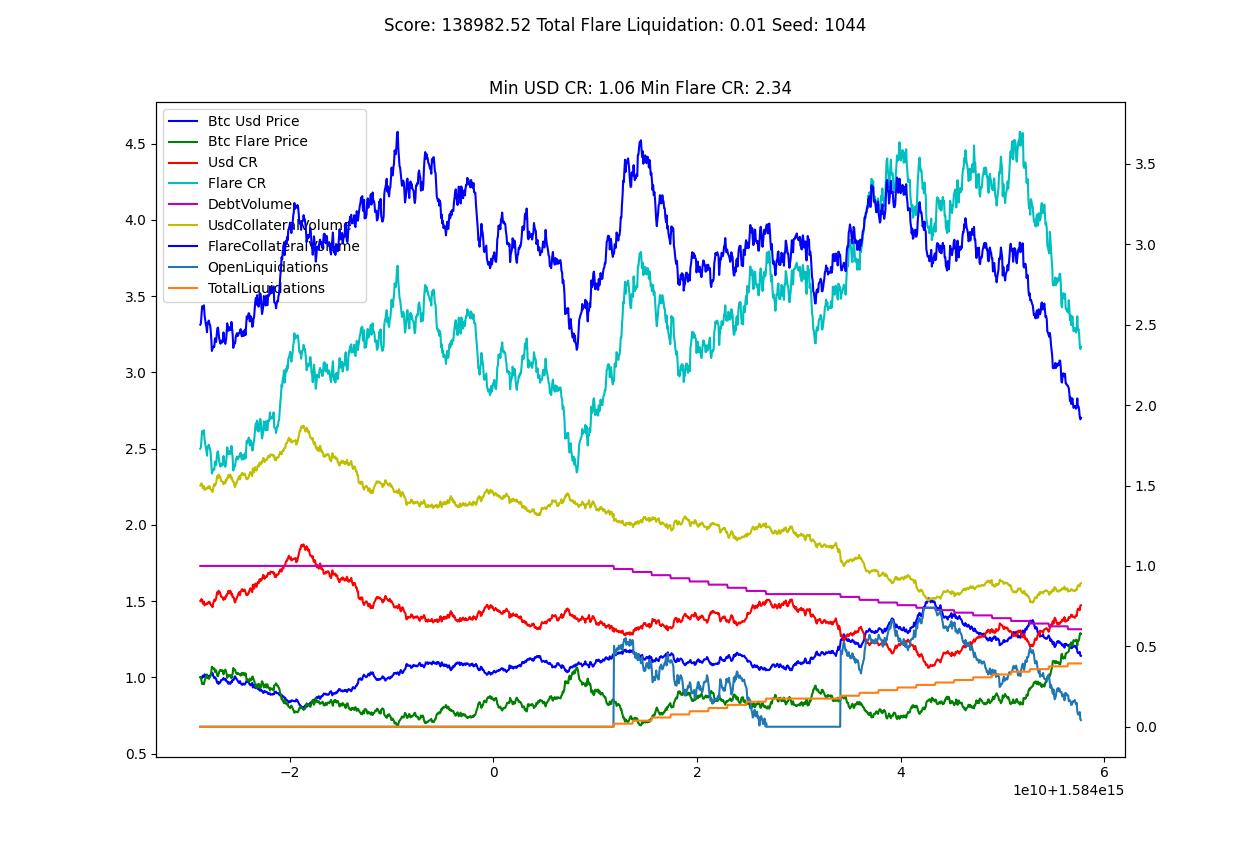 Score: 138982.52 Total Flare Liquidation: 0.01 Seed: 1044
Min USD CR: 1.06 Min Flare CR: 2.34
Btc Usd Price
Btc Flare Price
Usd CR
Flare CR
DebtVolume
UsdCollateralVolume
FlareCollateralVolume
OpenLiquidations
TotalLiquidations
4.5
4.0
3.5
3.0
2.5
2.0
1.5
1.0
0.5
3.5
3.0
2.5
2.0
1.5
1.0
0.5
0.0
−2 0 2 4 6
1e10+1.584e15